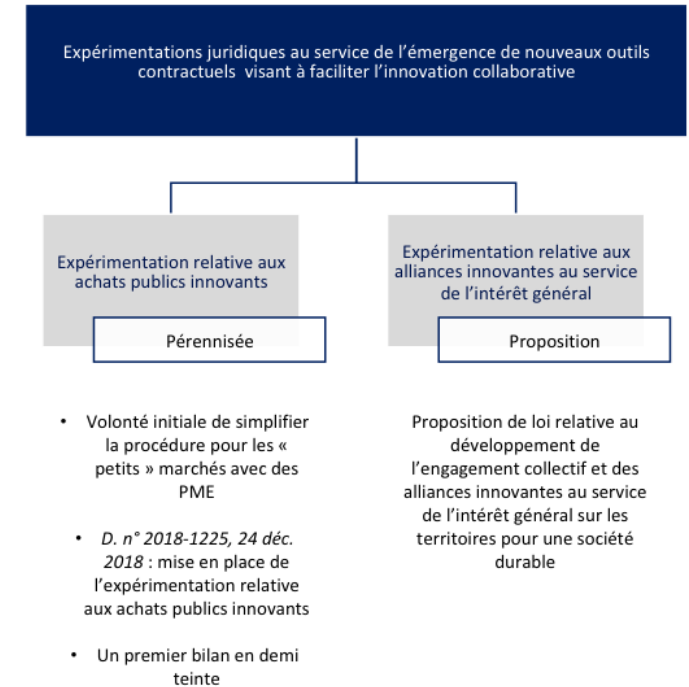 Expérimentations juridiques au service de l’émergence de nouveaux outils
contractuels visant à faciliter l’innovation collaborative
Expérimentation relative aux
achats publics innovants
Pérennisée
Expérimentation relative aux
alliances innovantes au service
de l’intérêt général
Proposition
• Volonté initiale de simplifier
la procédure pour les «
petits » marchés avec des
PME
• D. n° 2018-1225, 24 déc.
2018 : mise en place de
l’expérimentation relative
aux achats publics innovants
• Un premier bilan en demi
teinte
Proposition de loi relative au
développement de
l’engagement collectif et des
alliances innovantes au service
de l’intérêt général sur les
territoires pour une société
durable